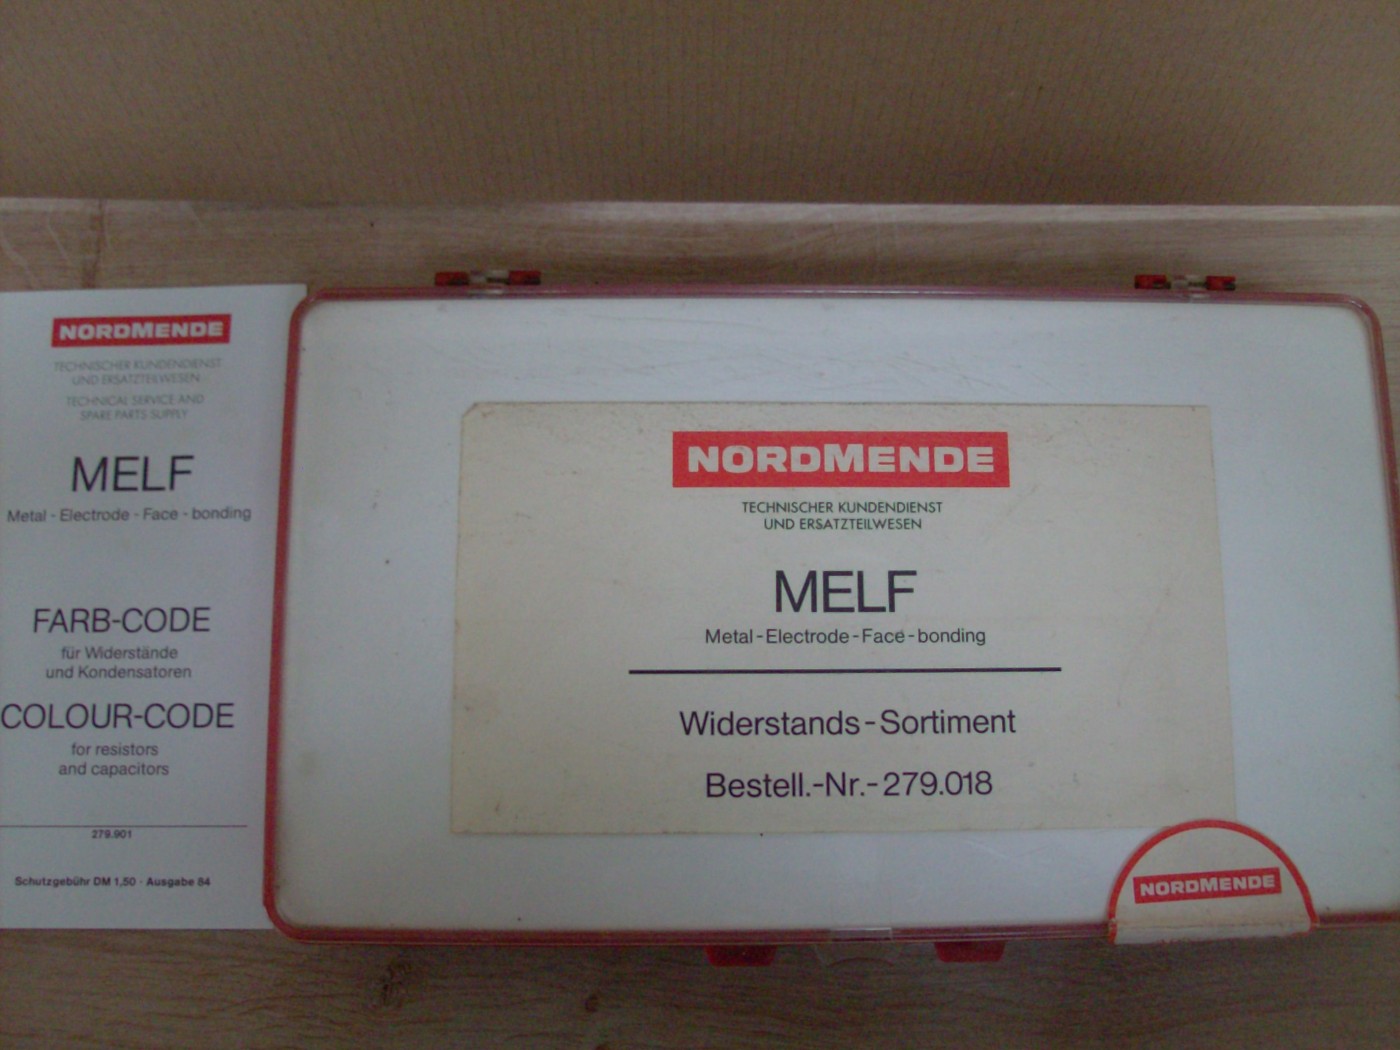 NORDMENDE
TECHNISCHER KUNDENDIENST
UND ERSATZTEILWESEN
TECHNICAL SERVICE AND
SPARE PARTS SUPPLY
MELF
Metal - Electrode - Face - bonding
FARB-CODE
für Widerstände
und Kondensatoren
COLOUR-CODE
for resistors
and capacitors
279.901
Schutzgebühr DM 1,50 · Ausgabe 84
NORDMENDE
TECHNISCHER KUNDENDIENST
UND ERSATZTEILWESEN
MELF
Metal - Electrode - Face - bonding
Widerstands - Sortiment
Bestell.-Nr.- 279.018
NORDMENDE